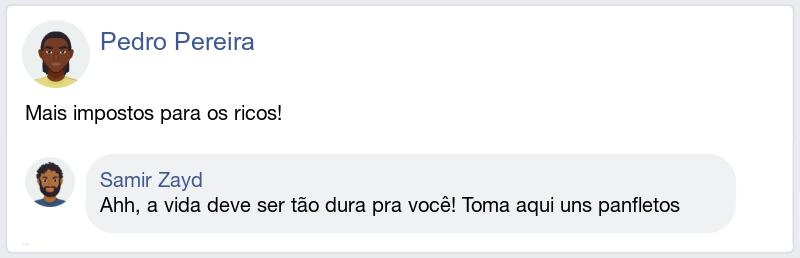 Pedro Pereira
Mais impostos para os ricos!
Samir Zayd
Ahh, a vida deve ser tão dura pra você! Toma aqui uns panfletos